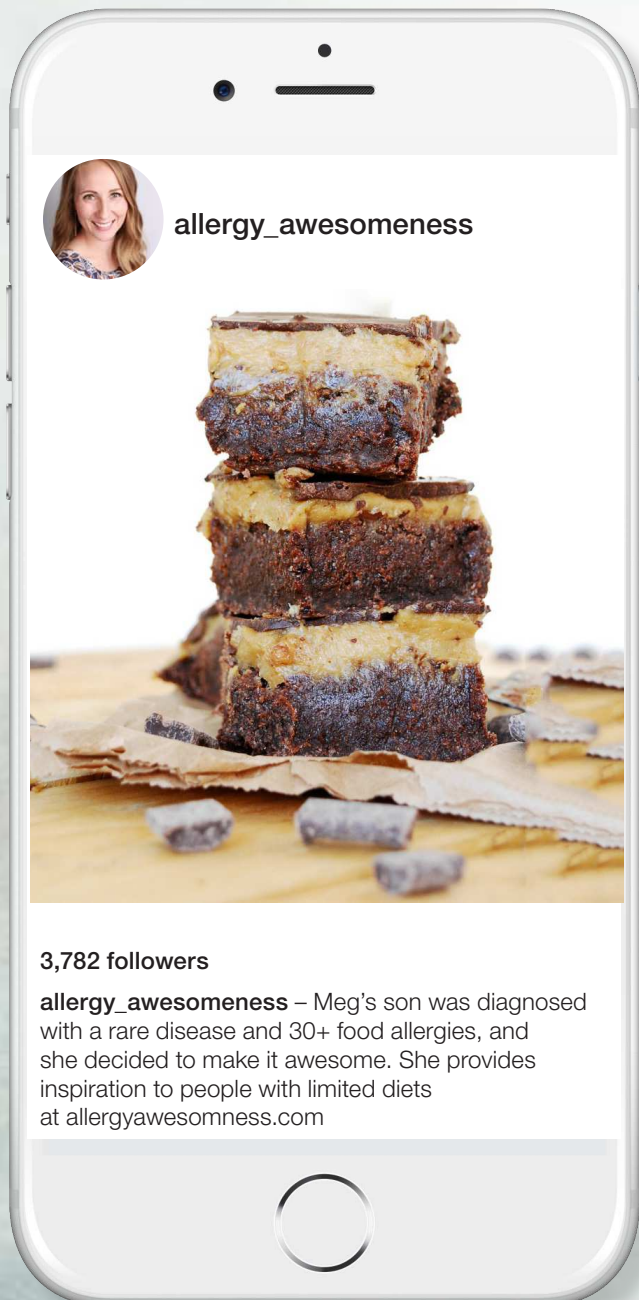 allergy_awesomeness
3,782 followers
allergy_awesomeness – Meg’s son was diagnosed
with a rare disease and 30+ food allergies, and
she decided to make it awesome. She provides
inspiration to people with limited diets
at allergyawesomness.com